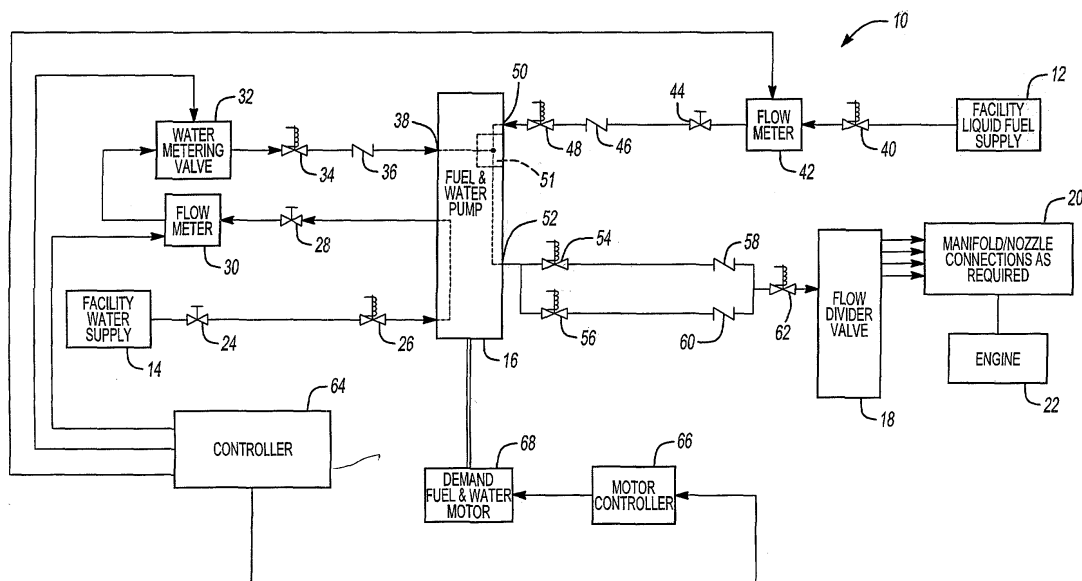 10
32
50
44
12
WATER
METERING
VALVE
38
FLOW
METER
FACILITY
LIQUID FUEL
SUPPLY
34
36
48
46
42
40
51
FUEL &
WATER
PUMP
FLOW
METER
28
30
52
54
58
20
MANIFOLD/NOZZLE
CONNECTIONS AS
REQUIRED
FACILITY
WATER
SUPPLY
24
26
56
60
62
FLOW
DIVIDER
VALVE
14
16
ENGINE
64
18
22
CONTROLLER
68
66
DEMAND
FUEL & WATER
MOTOR
MOTOR
CONTROLLER